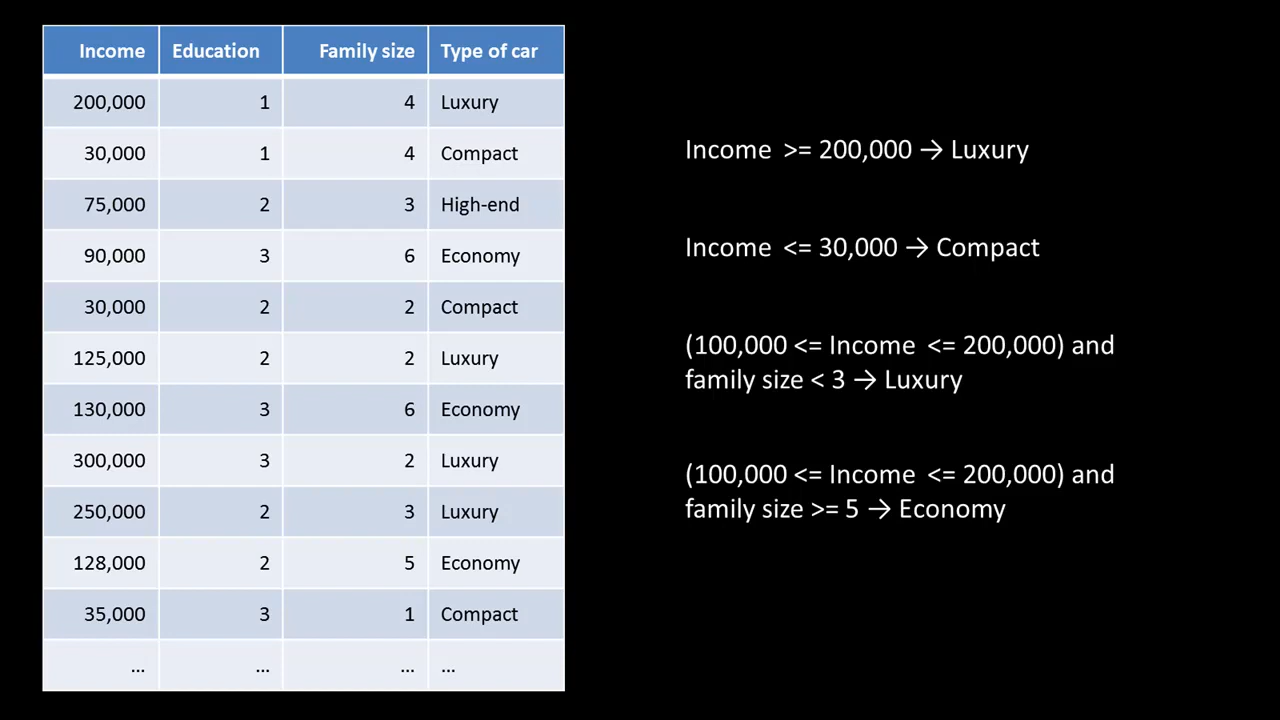 Income Education Family size Type of car
200,000 1 4 Luxury
30,000 1 4 Compact
75,000 2 3 High-end
90,000 3 6 Economy
30,000 2 2 Compact
125,000 2 2 Luxury
130,000 3 6 Economy
300,000 3 2 Luxury
250,000 2 3 Luxury
128,000 2 5 Economy
35,000 3 1 Compact
... ... ... ...
Income >= 200,000 → Luxury
Income <= 30,000 → Compact
(100,000 <= Income <= 200,000) and
family size < 3 → Luxury
(100,000 <= Income <= 200,000) and
family size >= 5 → Economy